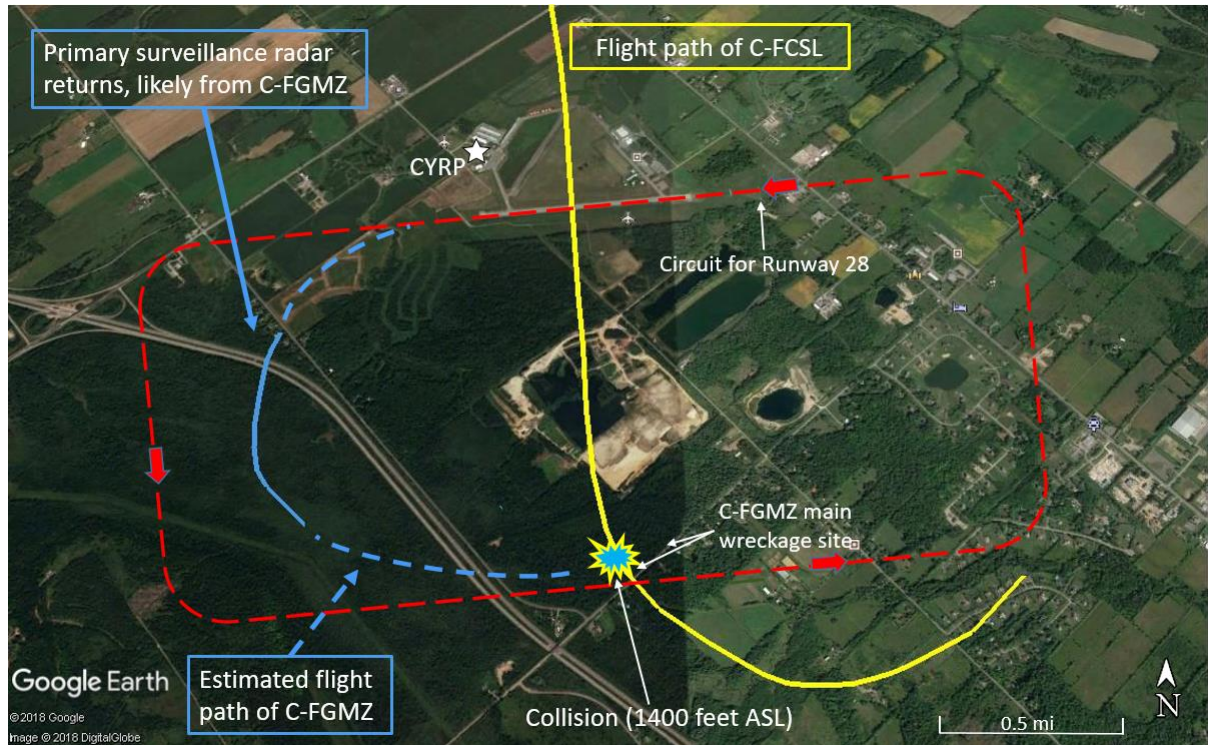 Primary surveillance radar
returns, likely from C-FGMZ
Flight path of C-FCSL
CYRP
Circuit for Runway 28
C-FGMZ main
wreckage site
Estimated flight
path of C-FGMZ
Collision (1400 feet ASL)
N
0.5 mi
Google Earth
© 2018 Google
Image © 2018 DigitalGlobe